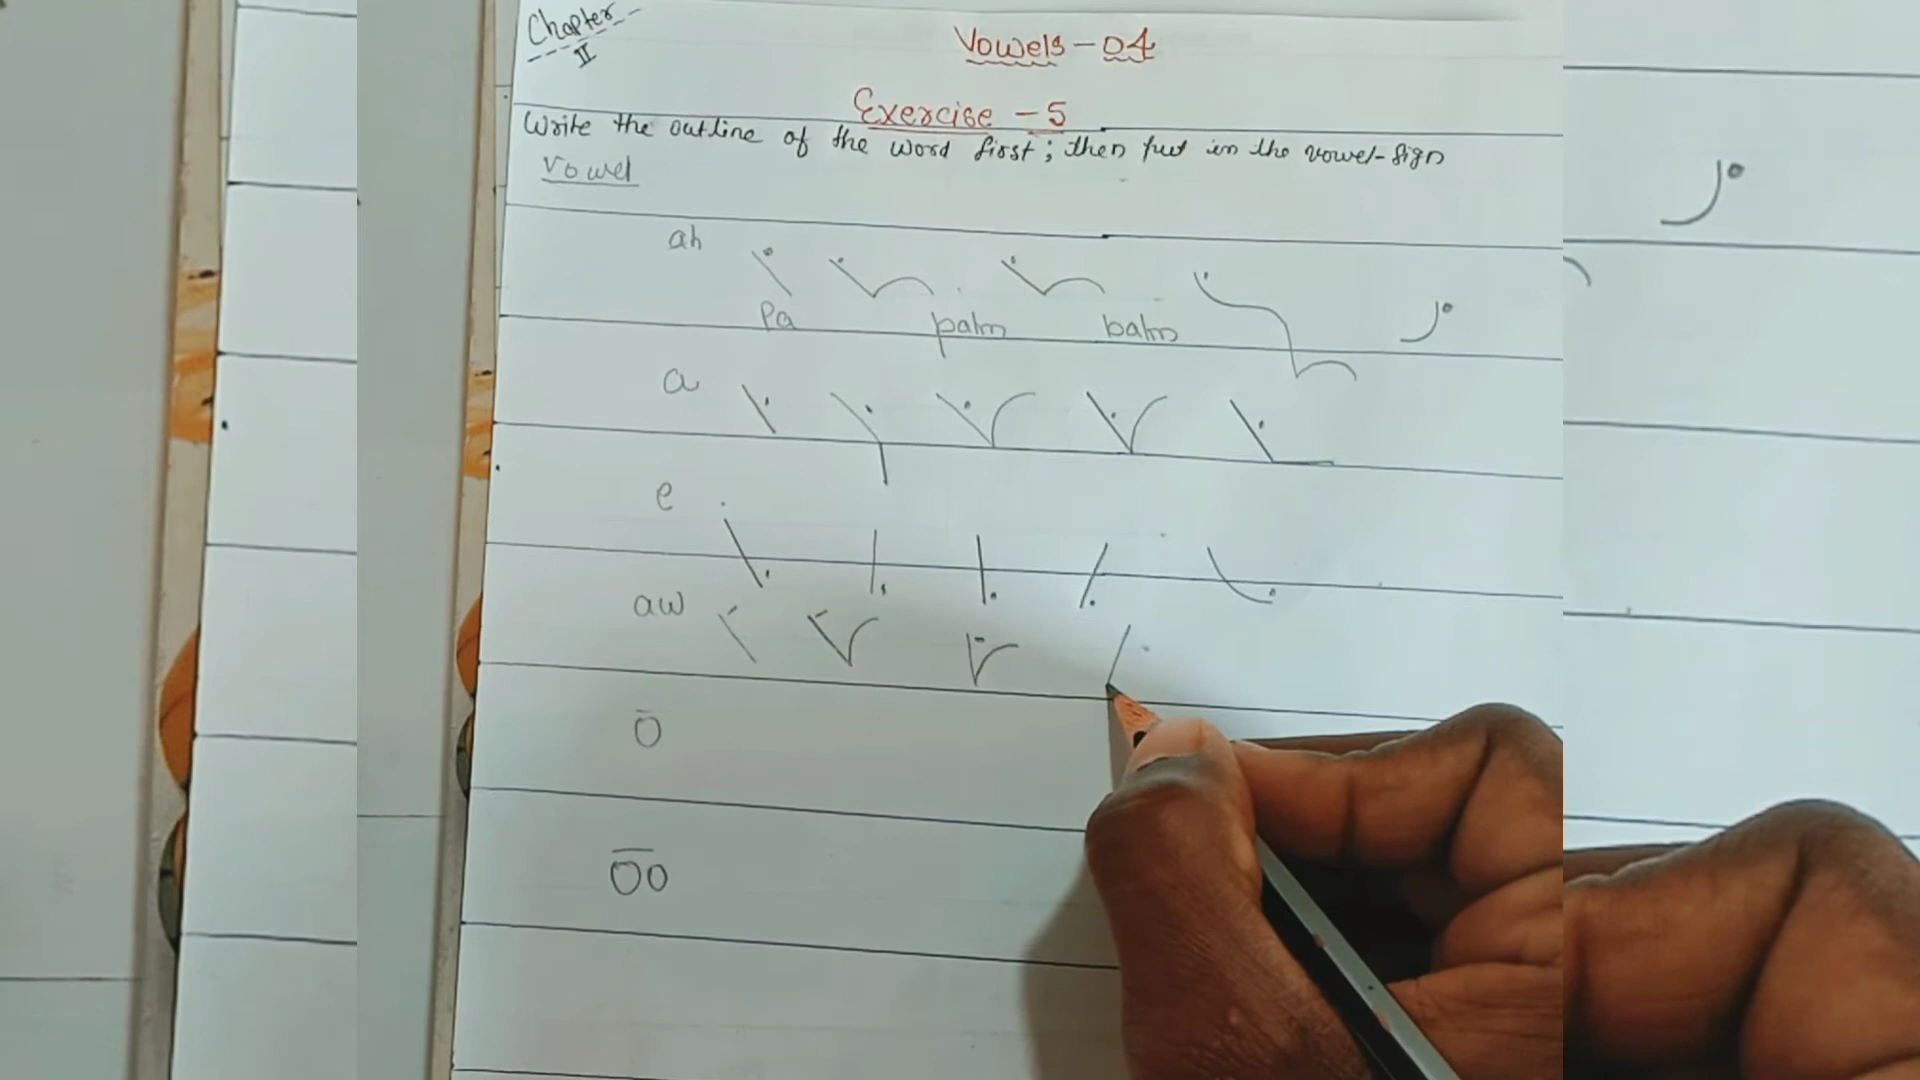 Chapter
II
Vowels - 04
Exercise - 5
Write the outline of the word first; then put in the vowel-sign
Vowel
ah
Pa palm balm
a
e
aw
ō
ōo